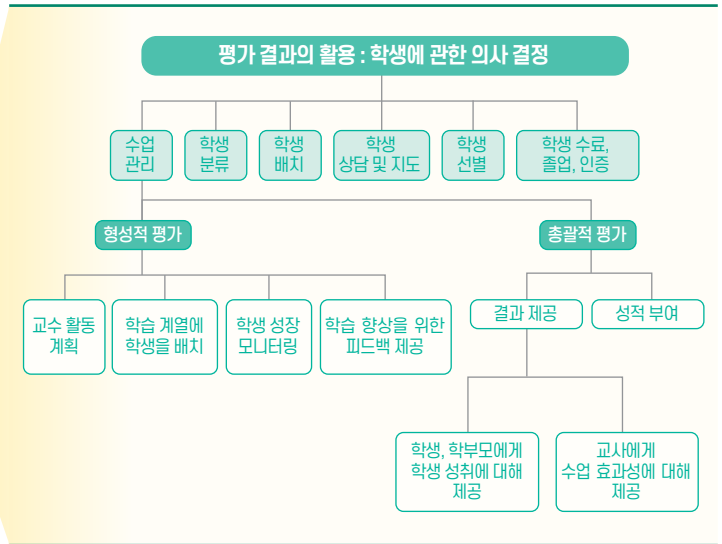 평가 결과의 활용 : 학생에 관한 의사 결정
수업
관리
학생
분류
학생
배치
학생
상담 및 지도
학생
선별
학생 수료,
졸업, 인증
형성적 평가
총괄적 평가
교수 활동
계획
학습 계열에
학생을 배치
학생 성장
모니터링
학습 향상을 위한
피드백 제공
결과 제공
성적 부여
학생, 학부모에게
학생 성취에 대해
제공
교사에게
수업 효과성에 대해
제공